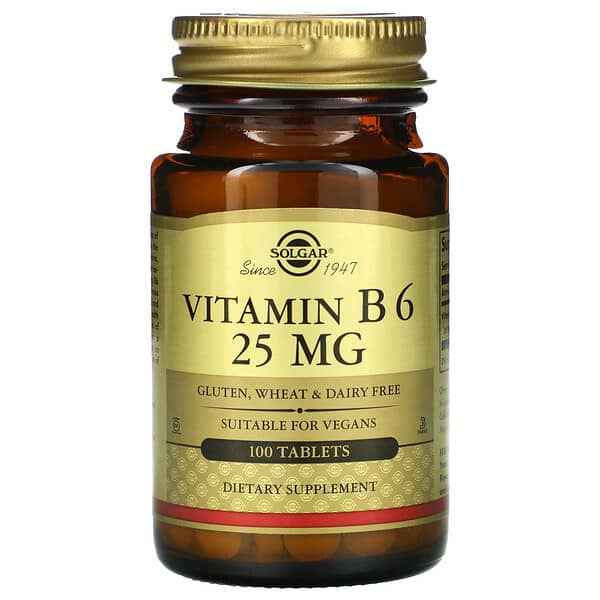 SOLGAR®
Since 1947
VITAMIN B 6
25 MG
GLUTEN, WHEAT & DAIRY FREE
SUITABLE FOR VEGANS
100 TABLETS
DIETARY SUPPLEMENT